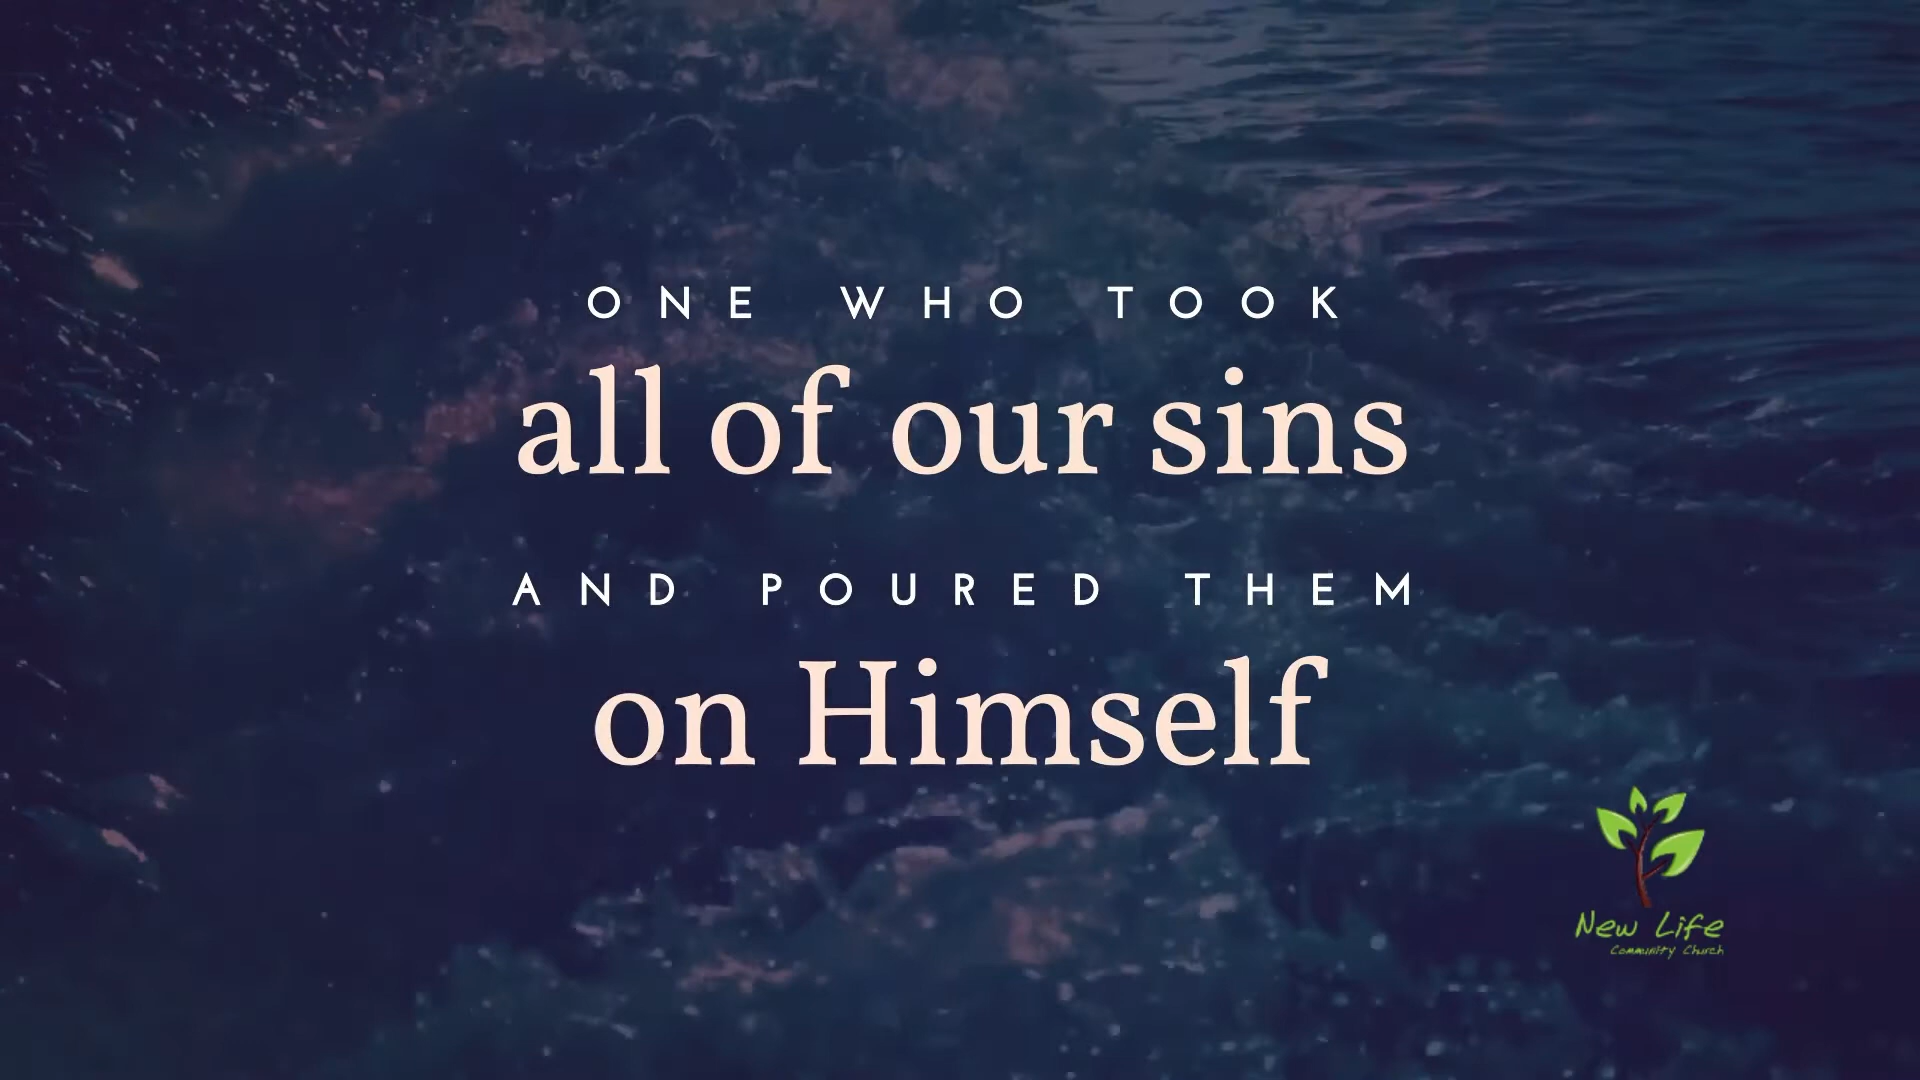 ONE WHO TOOK
all of our sins
AND POURED THEM
on Himself
New Life
Community Church